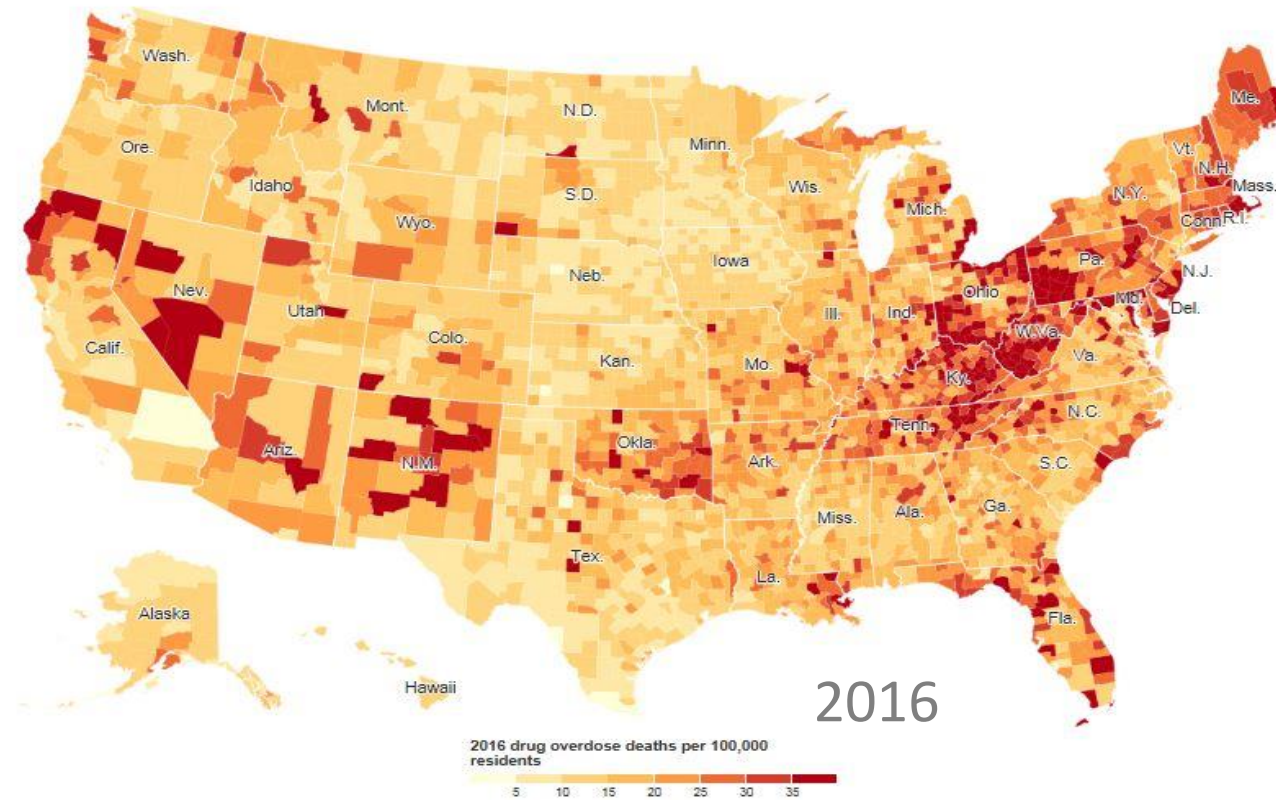 Wash.
Mont.
N.D.
Minn.
Me.
Ore.
Idaho
S.D.
Wis.
Mich.
Vt.
N.H.
N.Y.
Mass.
Wyo.
Conn.
R.I.
Iowa
Neb.
Pa.
N.J.
Nev.
Utah
Colo.
Ill.
Ind.
Ohio
Md.
Del.
W.Va.
Va.
Calif.
Kan.
Mo.
Ky.
N.C.
Ariz.
N.M.
Okla.
Ark.
Tenn.
S.C.
Miss.
Ala.
Ga.
Tex.
La.
Fla.
Alaska
Hawaii
2016
2016 drug overdose deaths per 100,000
residents
5 10 15 20 25 30 35